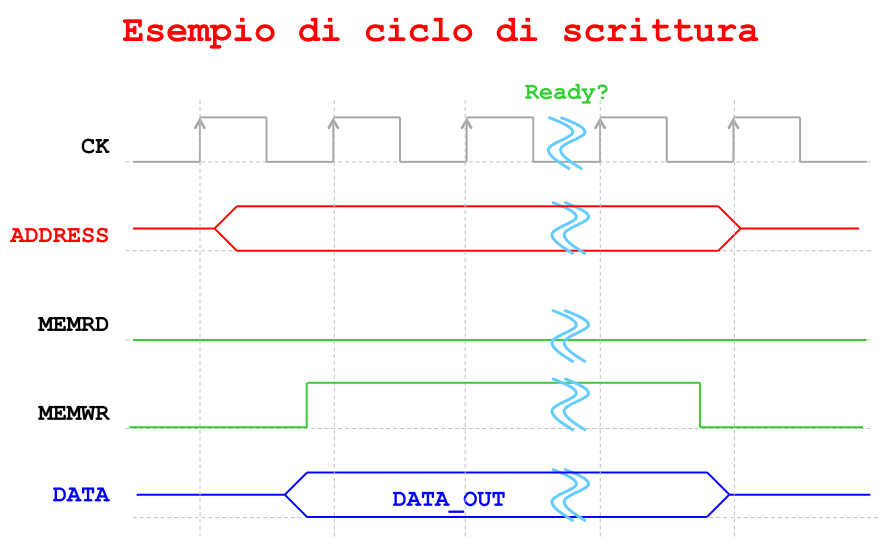 Esempio di ciclo di scrittura
Ready?
CK
ADDRESS
MEMRD
MEMWR
DATA
DATA_OUT